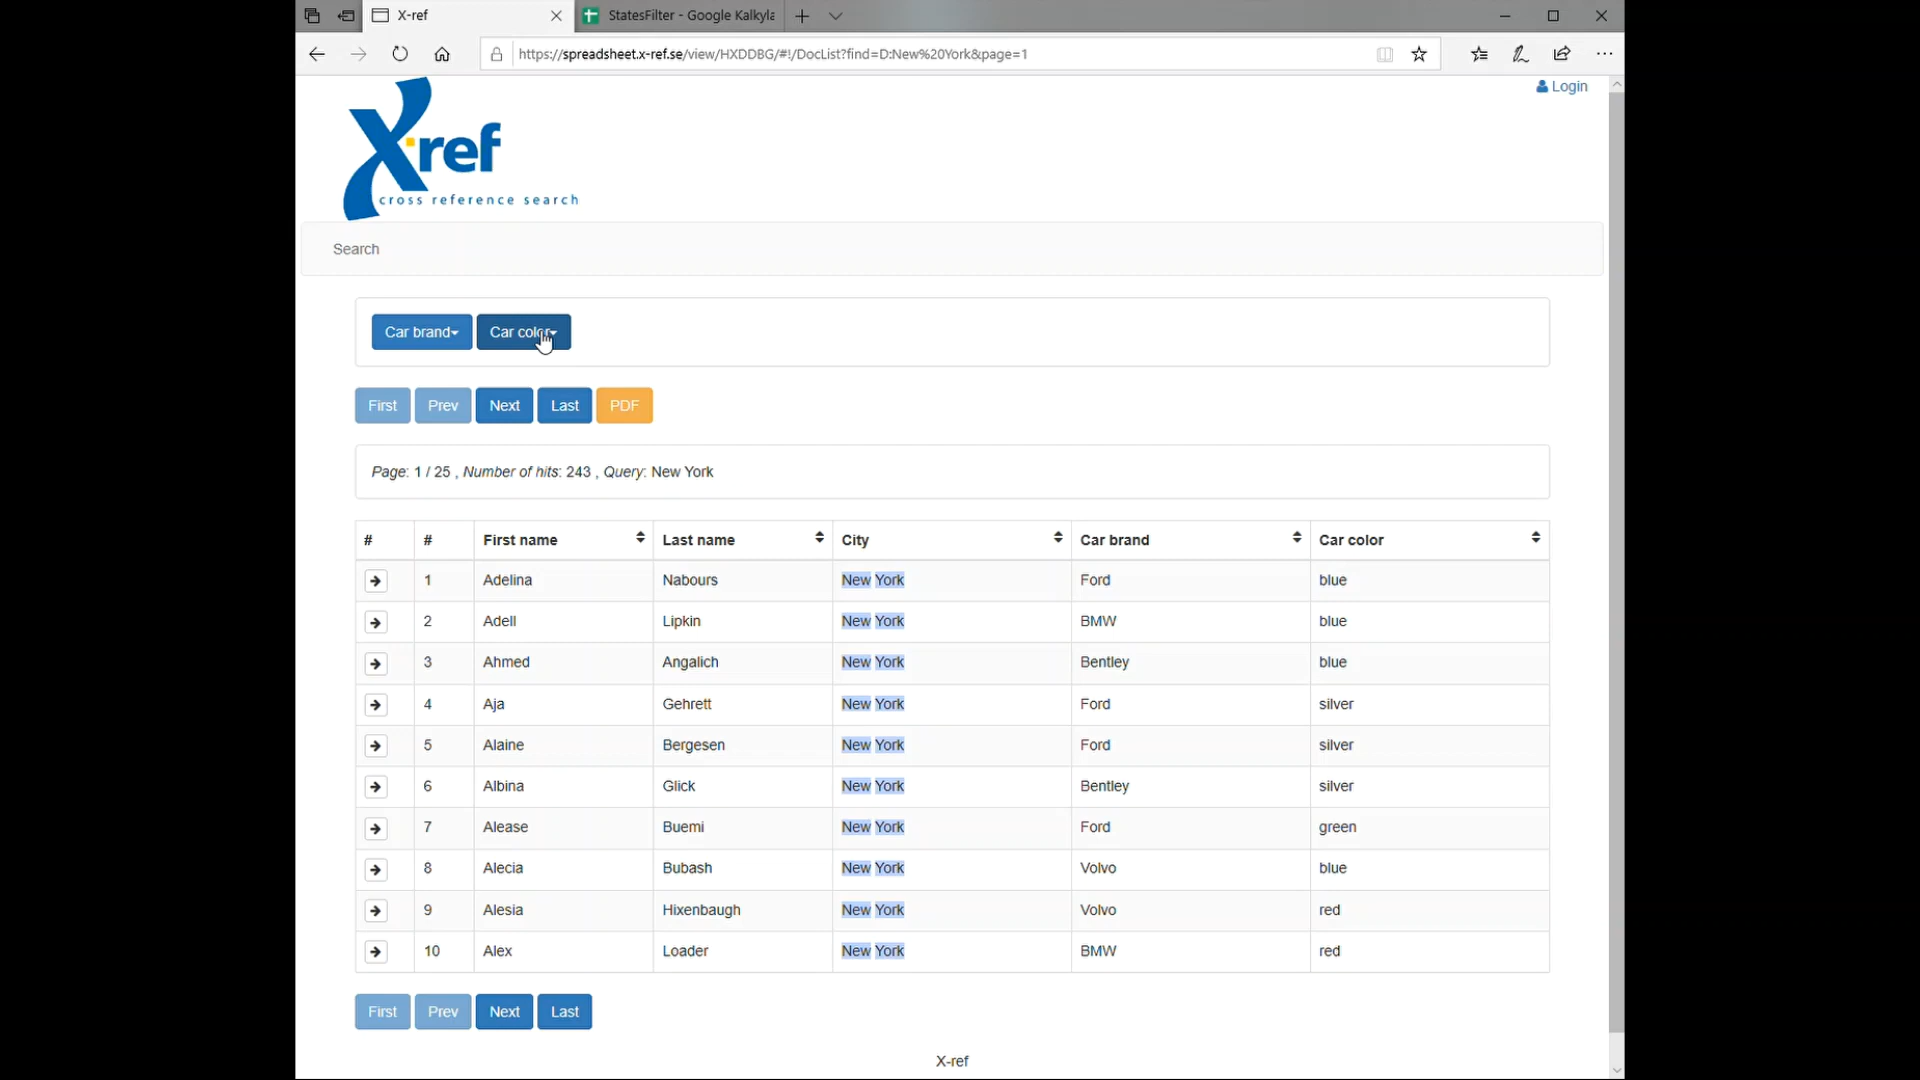 X-ref
StatesFilter - Google Kalkyla
https://spreadsheet.x-ref.se/view/HXDDBG/#!/DocList?find=D:New%20York&page=1
Login
X-ref
cross reference search
Search
Car brand Car color
First Prev Next Last PDF
Page: 1 / 25 , Number of hits: 243 , Query: New York
# # First name Last name City Car brand Car color
1 Adelina Nabours New York Ford blue
2 Adell Lipkin New York BMW blue
3 Ahmed Angalich New York Bentley blue
4 Aja Gehrett New York Ford silver
5 Alaine Bergesen New York Ford silver
6 Albina Glick New York Bentley silver
7 Alease Buemi New York Ford green
8 Alecia Bubash New York Volvo blue
9 Alesia Hixenbaugh New York Volvo red
10 Alex Loader New York BMW red
First Prev Next Last
X-ref